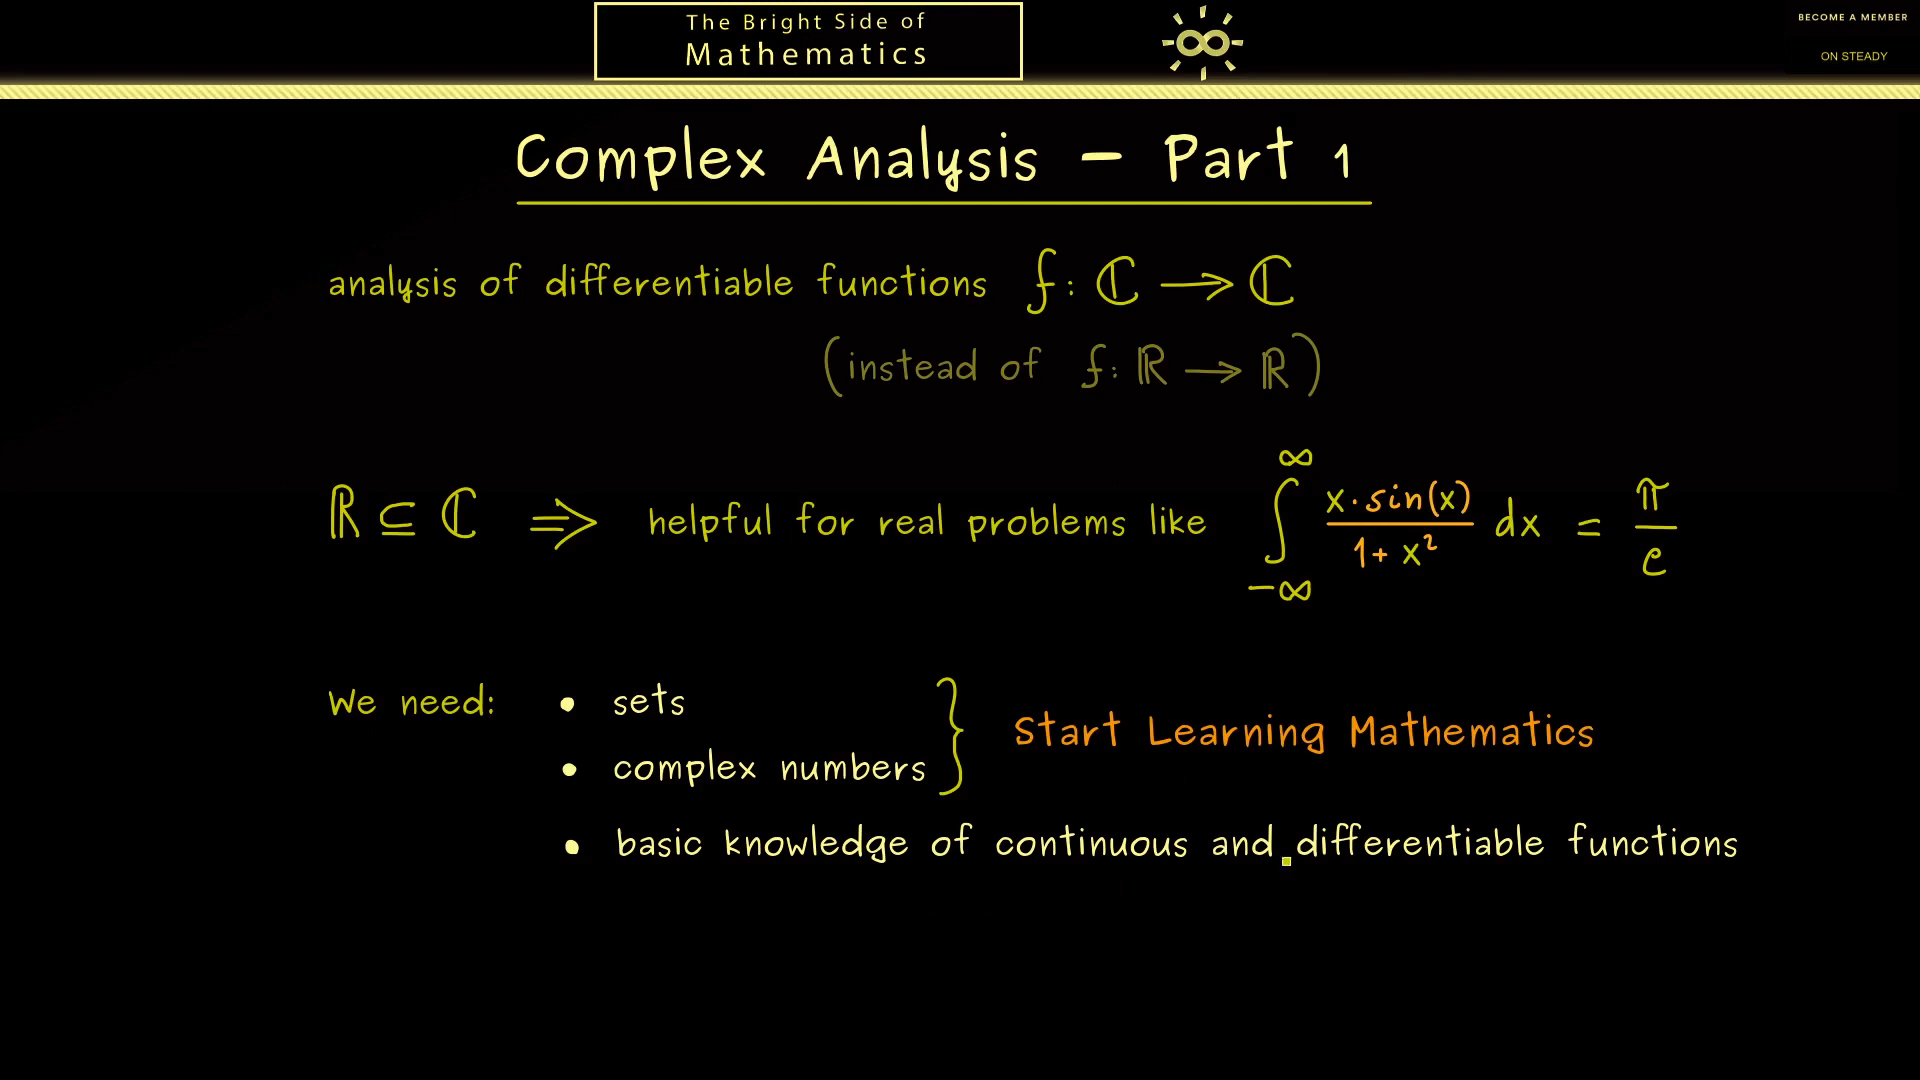 The Bright Side of
Mathematics
BECOME A MEMBER
ON STEADY
Complex Analysis – Part 1
analysis of differentiable functions f: ℂ ⟶ ℂ
(instead of f: ℝ ⟶ ℝ)
ℝ ⊆ ℂ ⇒ helpful for real problems like ∫_{-∞}^{∞} \frac{x·sin(x)}{1+x²} dx = \frac{π}{e}
We need: • sets
• complex numbers } Start Learning Mathematics
• basic knowledge of continuous and differentiable functions